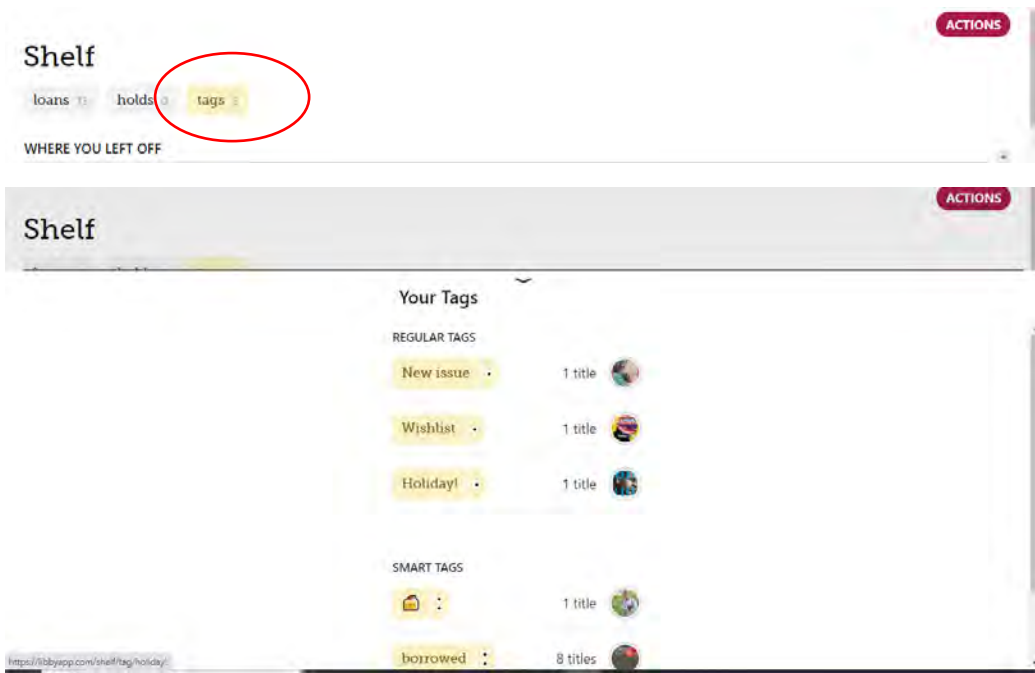 ACTIONS
Shelf
loans
holds
tags
WHERE YOU LEFT OFF
ACTIONS
Shelf
Your Tags
REGULAR TAGS
New issue 1 title
Wishlist 1 title
Holiday! 1 title
SMART TAGS
1 title
borrowed 8 titles
https://libbyapp.com/shelf/tag/holiday!